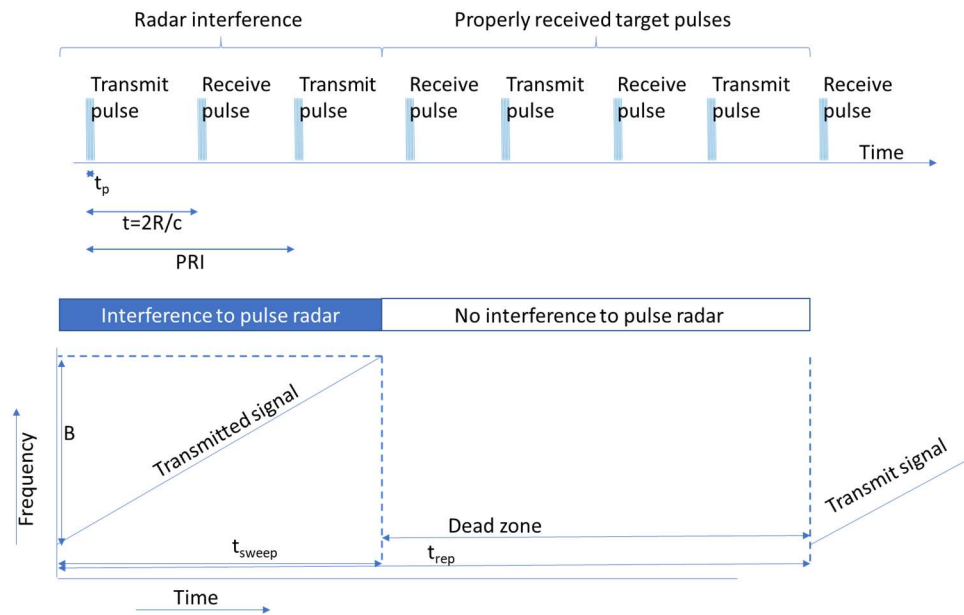 Radar interference
Properly received target pulses
Transmit
pulse
Receive
pulse
Transmit
pulse
Receive
pulse
Transmit
pulse
Receive
pulse
Transmit
pulse
Receive
pulse
Time
tp
t=2R/c
PRI
Interference to pulse radar
No interference to pulse radar
Frequency
B
Transmitted signal
Transmit signal
Dead zone
tsweep
trep
Time